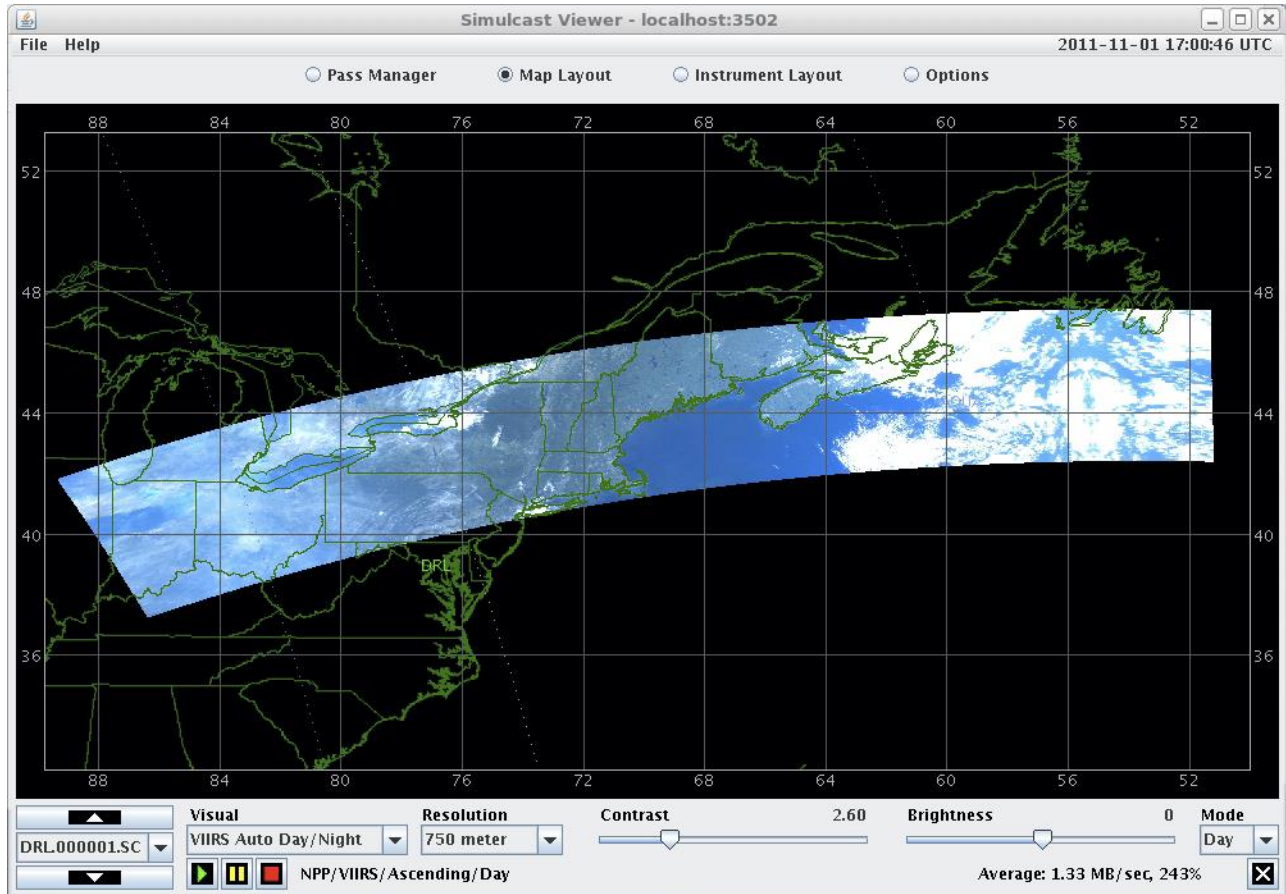 Simulcast Viewer - localhost:3502
File Help 2011-11-01 17:00:46 UTC
Pass Manager Map Layout Instrument Layout Options
88 84 80 76 72 68 64 60 56 52
52 52
48 48
44 44
40 40
DRL
36 36
88 84 80 76 72 68 64 60 56 52
Visual Resolution Contrast 2.60 Brightness 0 Mode
DRL.000001.SC VIIRS Auto Day/Night 750 meter Day
NPP/VIIRS/Ascending/Day Average: 1.33 MB/sec, 243%